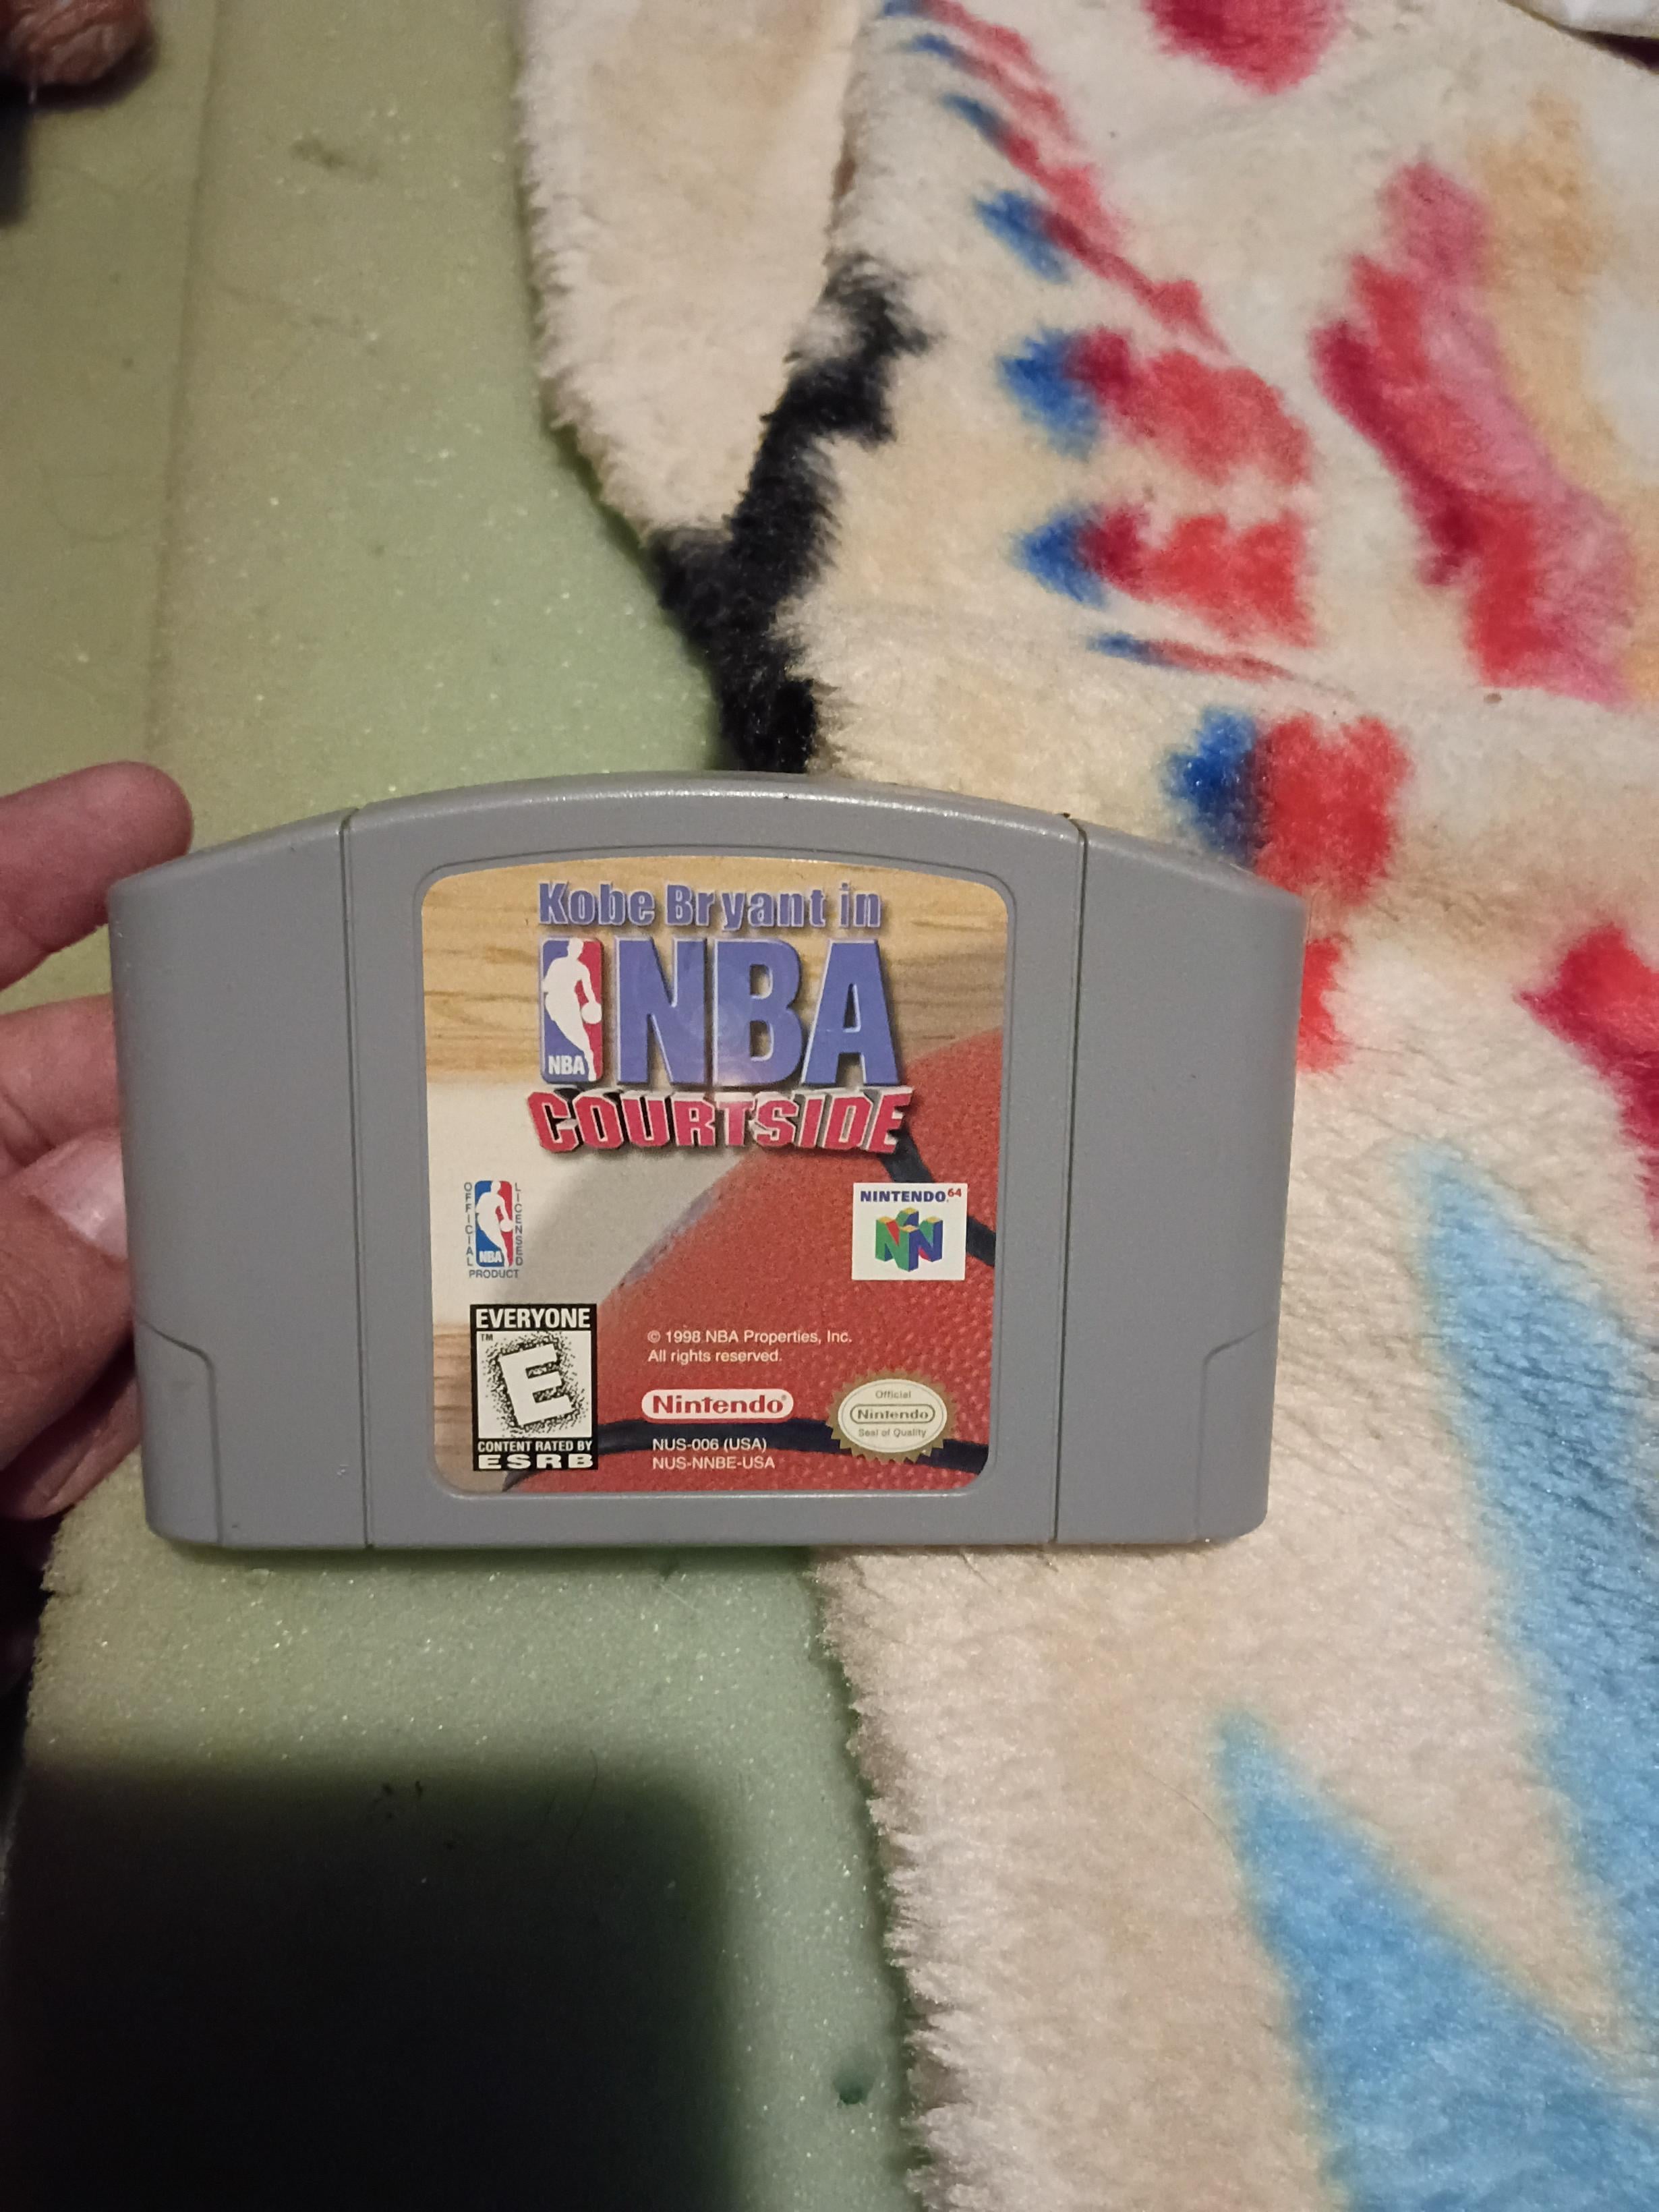 Kobe Bryant in
NBA
NBA
COURTSIDE
OFFICIAL
LICENSED
NBA
PRODUCT
NINTENDO64
EVERYONE
TM
E
CONTENT RATED BY
ESRB
© 1998 NBA Properties, Inc.
All rights reserved.
Nintendo®
NUS-006 (USA)
NUS-NNBE-USA
Official
Nintendo
Seal of Quality